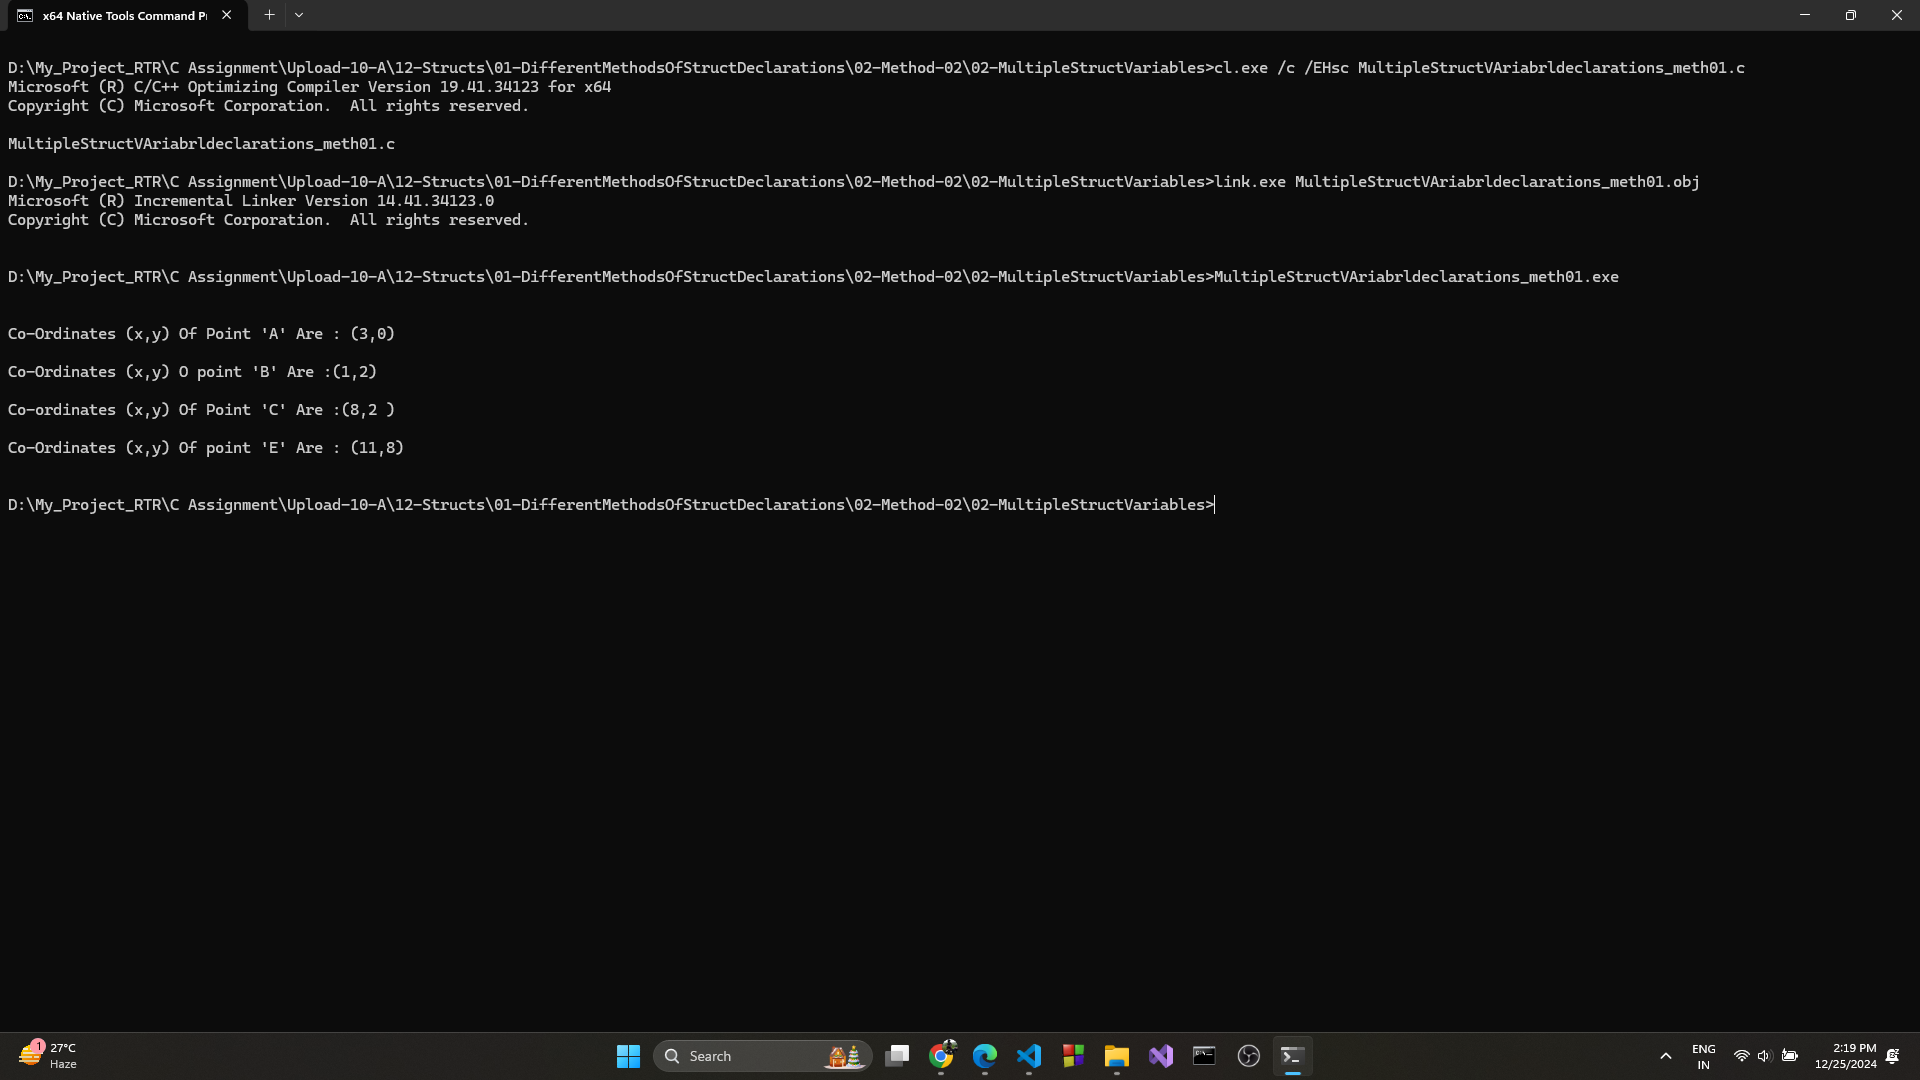 x64 Native Tools Command P
D:\My_Project_RTR\C Assignment\Upload-10-A\12-Structs\01-DifferentMethodsOfStructDeclarations\02-Method-02\02-MultipleStructVariables>cl.exe /c /EHsc MultipleStructVAriabrldeclarations_meth01.c
Microsoft (R) C/C++ Optimizing Compiler Version 19.41.34123 for x64
Copyright (C) Microsoft Corporation.  All rights reserved.
MultipleStructVAriabrldeclarations_meth01.c
D:\My_Project_RTR\C Assignment\Upload-10-A\12-Structs\01-DifferentMethodsOfStructDeclarations\02-Method-02\02-MultipleStructVariables>link.exe MultipleStructVAriabrldeclarations_meth01.obj
Microsoft (R) Incremental Linker Version 14.41.34123.0
Copyright (C) Microsoft Corporation.  All rights reserved.
D:\My_Project_RTR\C Assignment\Upload-10-A\12-Structs\01-DifferentMethodsOfStructDeclarations\02-Method-02\02-MultipleStructVariables>MultipleStructVAriabrldeclarations_meth01.exe
Co-Ordinates (x,y) Of Point 'A' Are : (3,0)
Co-Ordinates (x,y) O point 'B' Are :(1,2)
Co-ordinates (x,y) Of Point 'C' Are :(8,2 )
Co-Ordinates (x,y) Of point 'E' Are : (11,8)
D:\My_Project_RTR\C Assignment\Upload-10-A\12-Structs\01-DifferentMethodsOfStructDeclarations\02-Method-02\02-MultipleStructVariables>
1
27°C
Haze
Search
ENG
IN
2:19 PM
12/25/2024